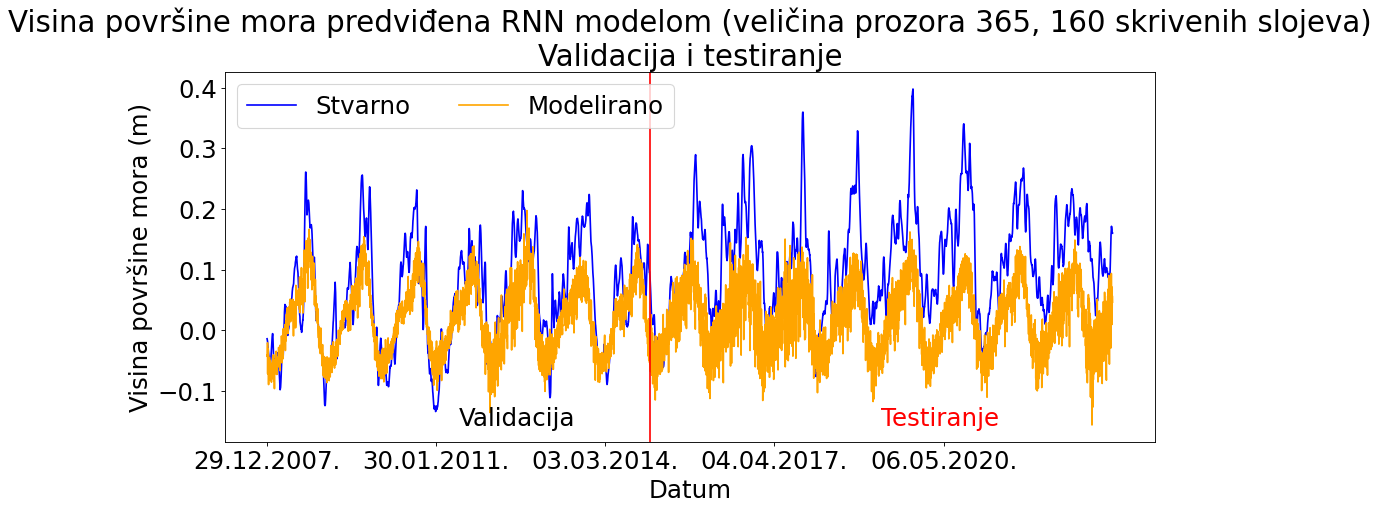 Visina površine mora predviđena RNN modelom (veličina prozora 365, 160 skrivenih slojeva)
Validacija i testiranje
Stvarno
Modelirano
Visina površine mora (m)
0.4
0.3
0.2
0.1
0.0
−0.1
Validacija
Testiranje
29.12.2007.
30.01.2011.
03.03.2014.
04.04.2017.
06.05.2020.
Datum